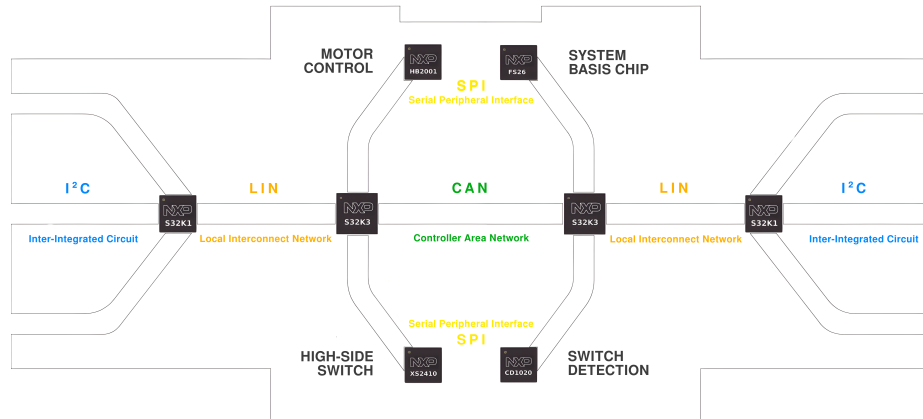 MOTOR
CONTROL
NXP
HB2001
NXP
FS26
SYSTEM
BASIS CHIP
SPI
Serial Peripheral Interface
I²C
LIN
CAN
LIN
I²C
NXP
S32K1
NXP
S32K3
NXP
S32K3
NXP
S32K1
Inter-Integrated Circuit
Local Interconnect Network
Controller Area Network
Local Interconnect Network
Inter-Integrated Circuit
Serial Peripheral Interface
SPI
HIGH-SIDE
SWITCH
NXP
XS2410
NXP
CD1020
SWITCH
DETECTION